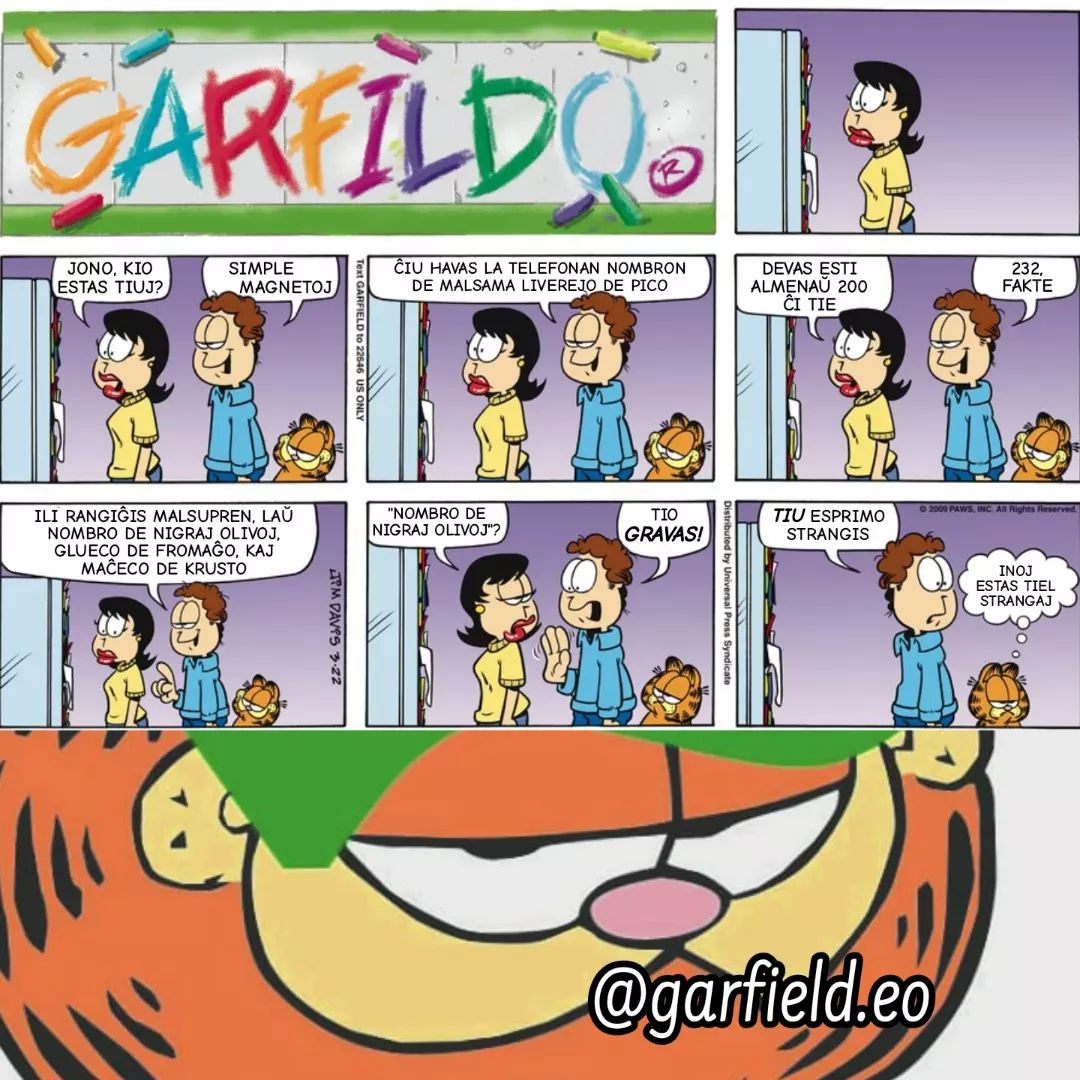 GARFILDO®
JONO, KIO
ESTAS TIUJ?
SIMPLE
MAGNETOJ
Text GARFIELD to 22646 US ONLY
ĈIU HAVAS LA TELEFONAN NOMBRON
DE MALSAMA LIVEREJO DE PICO
DEVAS ESTI
ALMENAŬ 200
ĈI TIE
232,
FAKTE
ILI RANGIĜIS MALSUPREN, LAŬ
NOMBRO DE NIGRAJ OLIVOJ,
GLUECO DE FROMAĜO, KAJ
MAĈECO DE KRUSTO
JIM DAVIS 3-22
"NOMBRO DE
NIGRAJ OLIVOJ"?
TIO
GRAVAS!
Distributed by Universal Press Syndicate
TIU ESPRIMO
STRANGIS
© 2009 PAWS, INC. All Rights Reserved.
INOJ
ESTAS TIEL
STRANGAJ
@garfield.eo